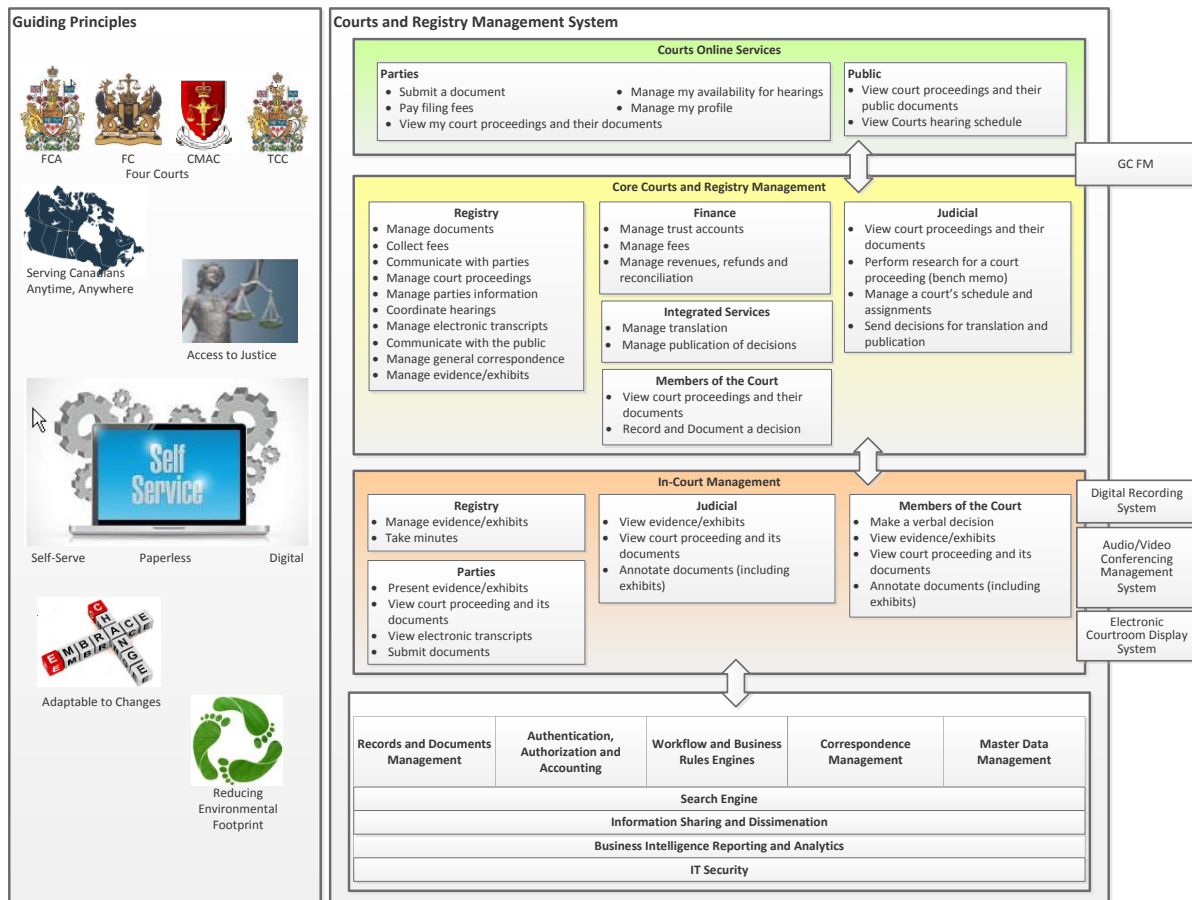 Guiding Principles
FCA
FC
CMAC
TCC
Four Courts
Serving Canadians
Anytime, Anywhere
Access to Justice
Self
Service
Self-Serve
Paperless
Digital
EMBRACE
CHANGE
Adaptable to Changes
Reducing
Environmental
Footprint
Courts and Registry Management System
Courts Online Services
Parties
• Submit a document
• Pay filing fees
• View my court proceedings and their documents
• Manage my availability for hearings
• Manage my profile
Public
• View court proceedings and their
public documents
• View Courts hearing schedule
GC FM
Core Courts and Registry Management
Registry
• Manage documents
• Collect fees
• Communicate with parties
• Manage court proceedings
• Manage parties information
• Coordinate hearings
• Manage electronic transcripts
• Communicate with the public
• Manage general correspondence
• Manage evidence/exhibits
Finance
• Manage trust accounts
• Manage fees
• Manage revenues, refunds and
reconciliation
Integrated Services
• Manage translation
• Manage publication of decisions
Members of the Court
• View court proceedings and their
documents
• Record and Document a decision
Judicial
• View court proceedings and their
documents
• Perform research for a court
proceeding (bench memo)
• Manage a court's schedule and
assignments
• Send decisions for translation and
publication
In-Court Management
Registry
• Manage evidence/exhibits
• Take minutes
Parties
• Present evidence/exhibits
• View court proceeding and its
documents
• View electronic transcripts
• Submit documents
Judicial
• View evidence/exhibits
• View court proceeding and its
documents
• Annotate documents (including
exhibits)
Members of the Court
• Make a verbal decision
• View evidence/exhibits
• View court proceeding and its
documents
• Annotate documents (including
exhibits)
Digital Recording
System
Audio/Video
Conferencing
Management
System
Electronic
Courtroom Display
System
Records and Documents
Management
Authentication,
Authorization and
Accounting
Workflow and Business
Rules Engines
Correspondence
Management
Master Data
Management
Search Engine
Information Sharing and Dissimenation
Business Intelligence Reporting and Analytics
IT Security